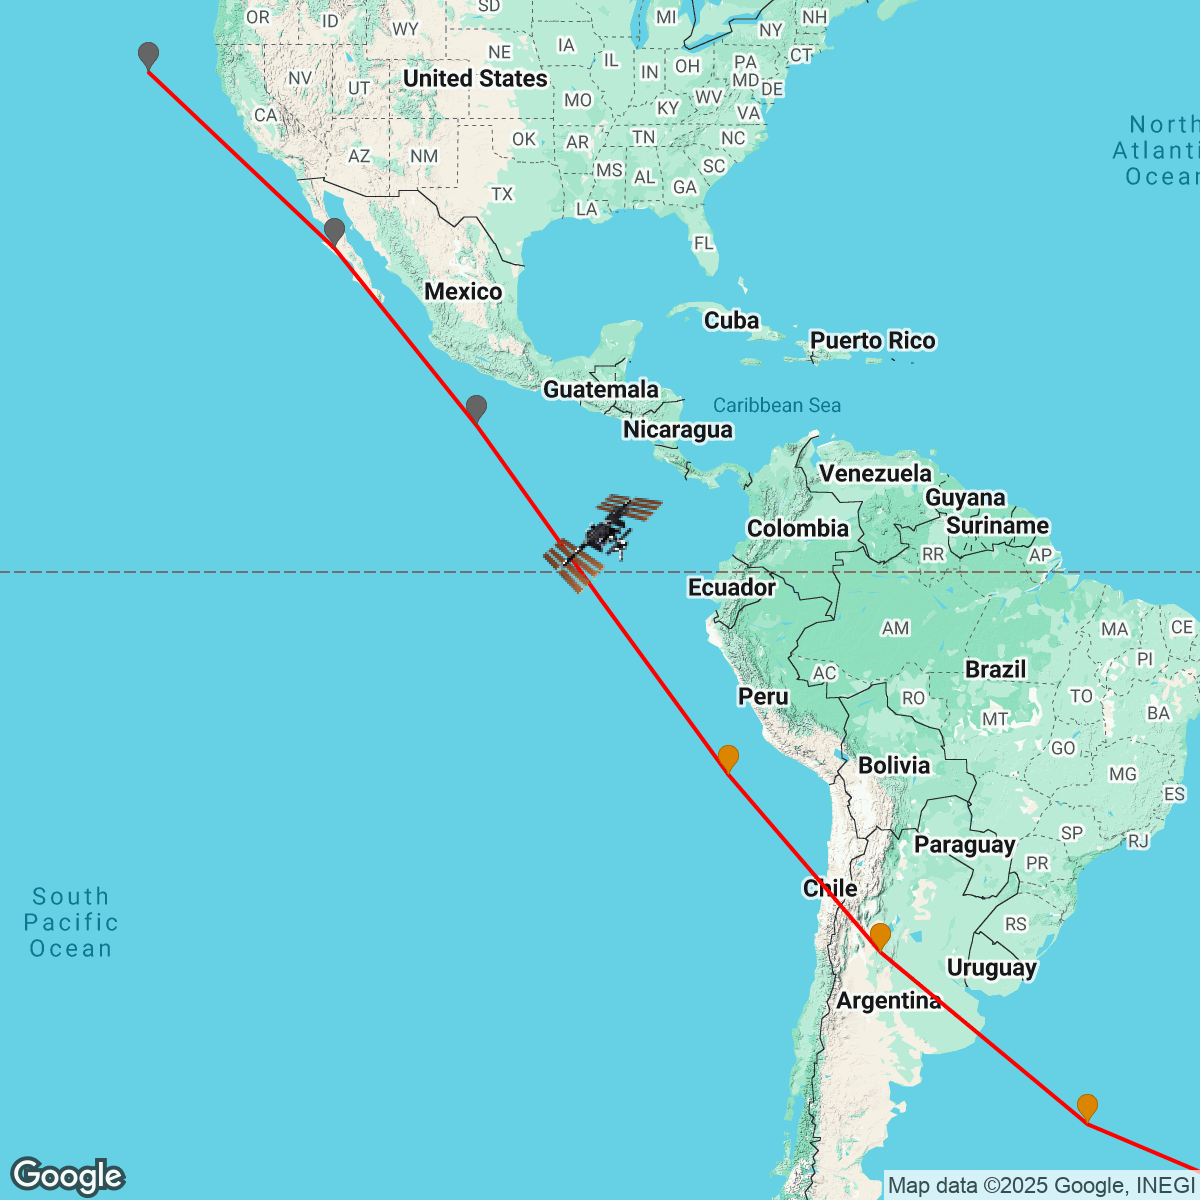 SD
OR
ID
WY
MI
NH
NY
NE
IA
IL
IN
OH
PA
CT
MD
DE
NV
UT
United States
MO
KY
WV
VA
CA
AZ
NM
OK
AR
TN
NC
SC
MS
AL
GA
TX
LA
FL
North
Atlanti
Ocean
Mexico
Cuba
Puerto Rico
Guatemala
Caribbean Sea
Nicaragua
Venezuela
Guyana
Colombia
Suriname
RR
AP
Ecuador
AM
MA
CE
PI
AC
Brazil
Peru
RO
TO
MT
BA
GO
Bolivia
MG
ES
Paraguay
SP
RJ
PR
Chile
RS
South
Pacific
Ocean
Uruguay
Argentina
Google
Map data ©2025 Google, INEGI